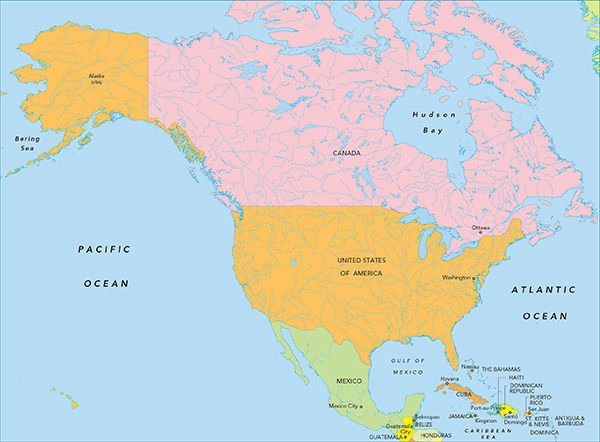 Alaska
(USA)
Bering
Sea
Hudson
Bay
CANADA
Ottawa
PACIFIC
OCEAN
UNITED STATES
OF AMERICA
Washington
ATLANTIC
OCEAN
GULF OF
MEXICO
MEXICO
Mexico City
Nassau
THE BAHAMAS
Havana
CUBA
HAITI
DOMINICAN
REPUBLIC
PUERTO
RICO
San Juan
Port-au-Prince
Santo
Domingo
JAMAICA
Kingston
ST KITTS
& NEVIS
ANTIGUA &
BARBUDA
DOMINICA
CARIBBEAN
SEA
Belmopan
BELIZE
Guatemala
City
GUATEMALA
HONDURAS